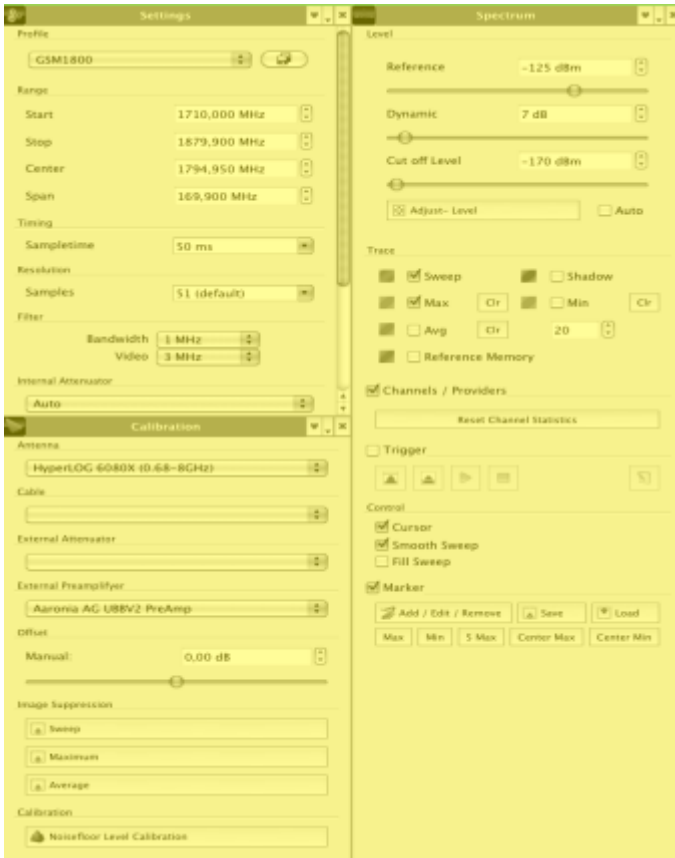 Settings
Profile
GSM1800
Range
Start 1710,000 MHz
Stop 1879,900 MHz
Center 1794,950 MHz
Span 169,900 MHz
Timing
Sampletime 50 ms
Resolution
Samples 51 (default)
Filter
Bandwidth 1 MHz
Video 3 MHz
Internal Attenuator
Auto
Calibration
Antenna
HyperLOG 6080X (0.68-8GHz)
Cable
External Attenuator
External Preamplifyer
Aaronia AG UBBV2 PreAmp
Offset
Manual: 0,00 dB
Image Suppression
Sweep
Maximum
Average
Calibration
Noisefloor Level Calibration
Spectrum
Level
Reference -125 dBm
Dynamic 7 dB
Cut off Level -170 dBm
Adjust- Level Auto
Trace
Sweep Shadow
Max Clr Min Clr
Avg Clr 20
Reference Memory
Channels / Providers
Reset Channel Statistics
Trigger
Control
Cursor
Smooth Sweep
Fill Sweep
Marker
Add / Edit / Remove Save Load
Max Min 5 Max Center Max Center Min